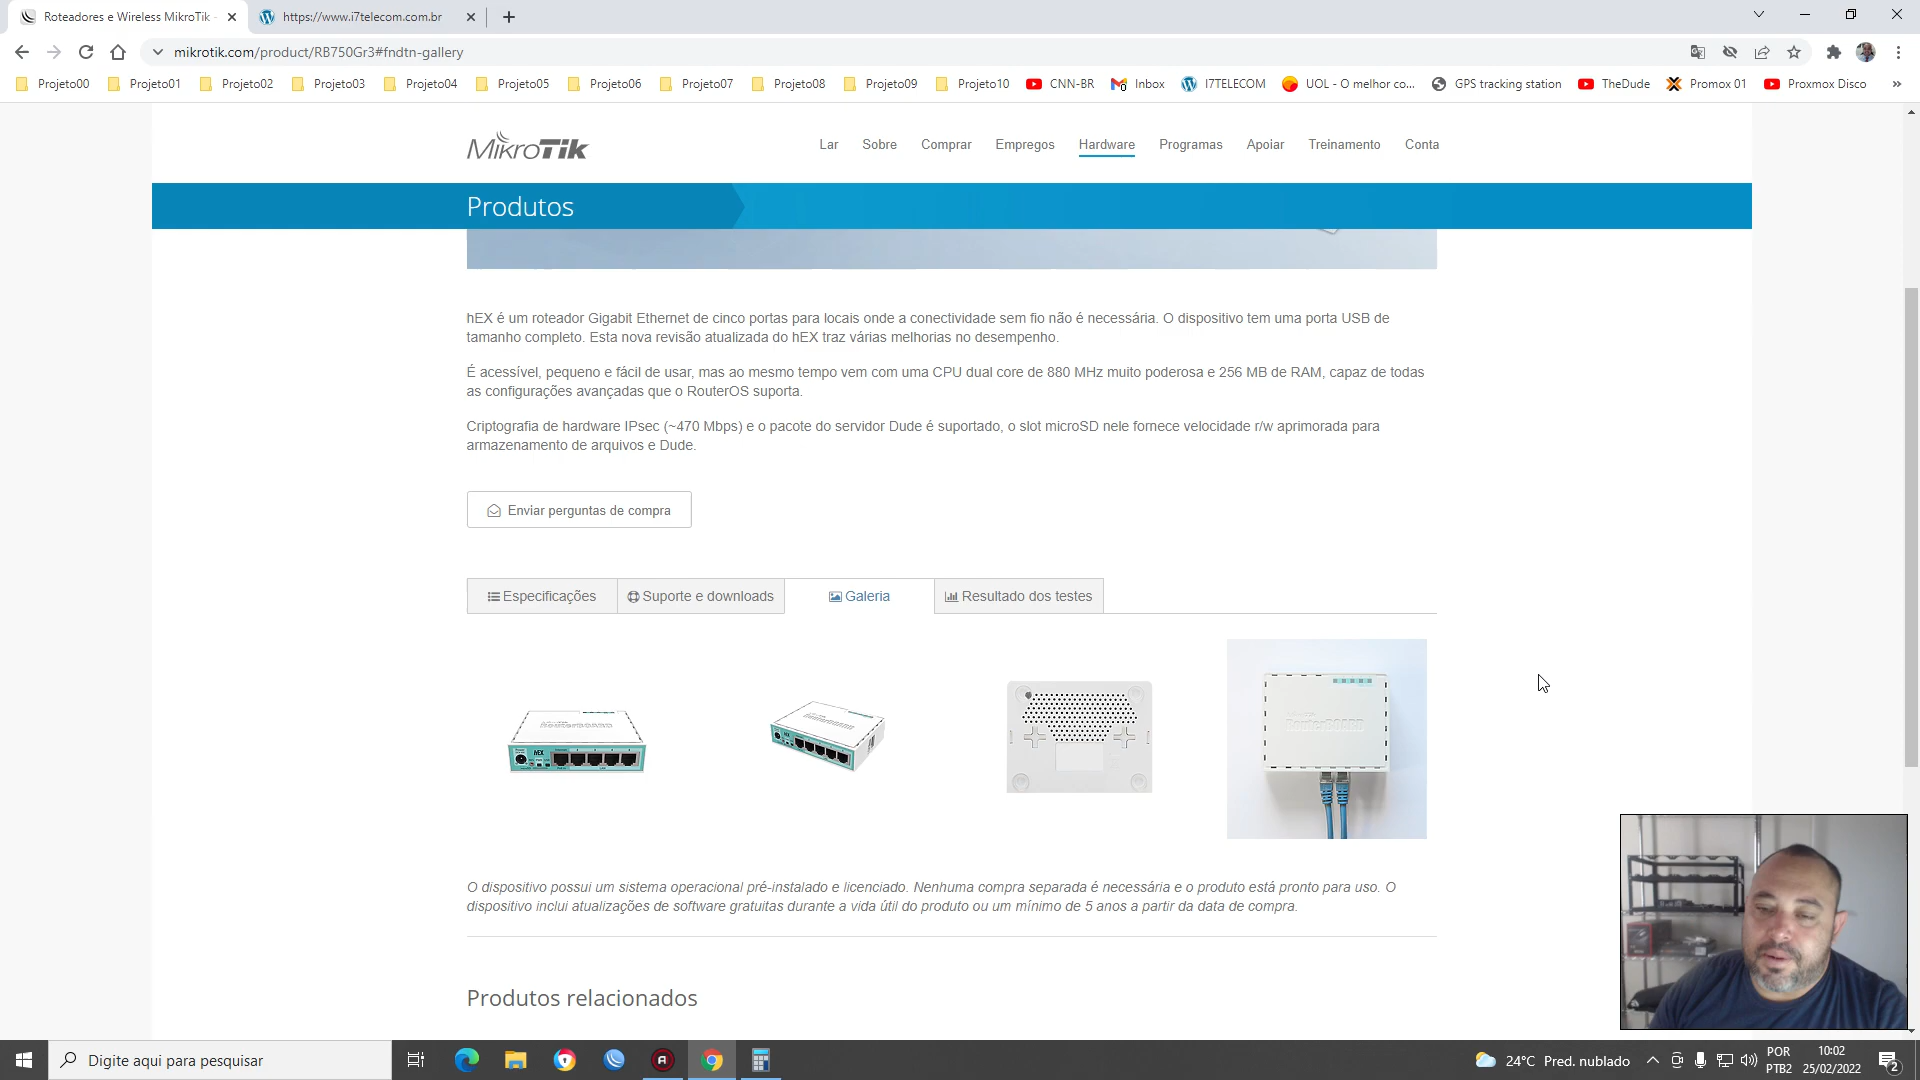 Roteadores e Wireless MikroTik -
https://www.i7telecom.com.br
mikrotik.com/product/RB750Gr3#fndtn-gallery
Projeto00 Projeto01 Projeto02 Projeto03 Projeto04 Projeto05 Projeto06 Projeto07 Projeto08 Projeto09 Projeto10 CNN-BR Inbox I7TELECOM UOL - O melhor co... GPS tracking station TheDude Promox 01 Proxmox Disco »
MikroTik
Lar Sobre Comprar Empregos Hardware Programas Apoiar Treinamento Conta
Produtos
hEX é um roteador Gigabit Ethernet de cinco portas para locais onde a conectividade sem fio não é necessária. O dispositivo tem uma porta USB de
tamanho completo. Esta nova revisão atualizada do hEX traz várias melhorias no desempenho.
É acessível, pequeno e fácil de usar, mas ao mesmo tempo vem com uma CPU dual core de 880 MHz muito poderosa e 256 MB de RAM, capaz de todas
as configurações avançadas que o RouterOS suporta.
Criptografia de hardware IPsec (~470 Mbps) e o pacote do servidor Dude é suportado, o slot microSD nele fornece velocidade r/w aprimorada para
armazenamento de arquivos e Dude.
Enviar perguntas de compra
Especificações Suporte e downloads Galeria Resultado dos testes
hEX
RouterBOARD
O dispositivo possui um sistema operacional pré-instalado e licenciado. Nenhuma compra separada é necessária e o produto está pronto para uso. O
dispositivo inclui atualizações de software gratuitas durante a vida útil do produto ou um mínimo de 5 anos a partir da data de compra.
Produtos relacionados
Digite aqui para pesquisar
24°C Pred. nublado
POR
PTB2
10:02
25/02/2022
2